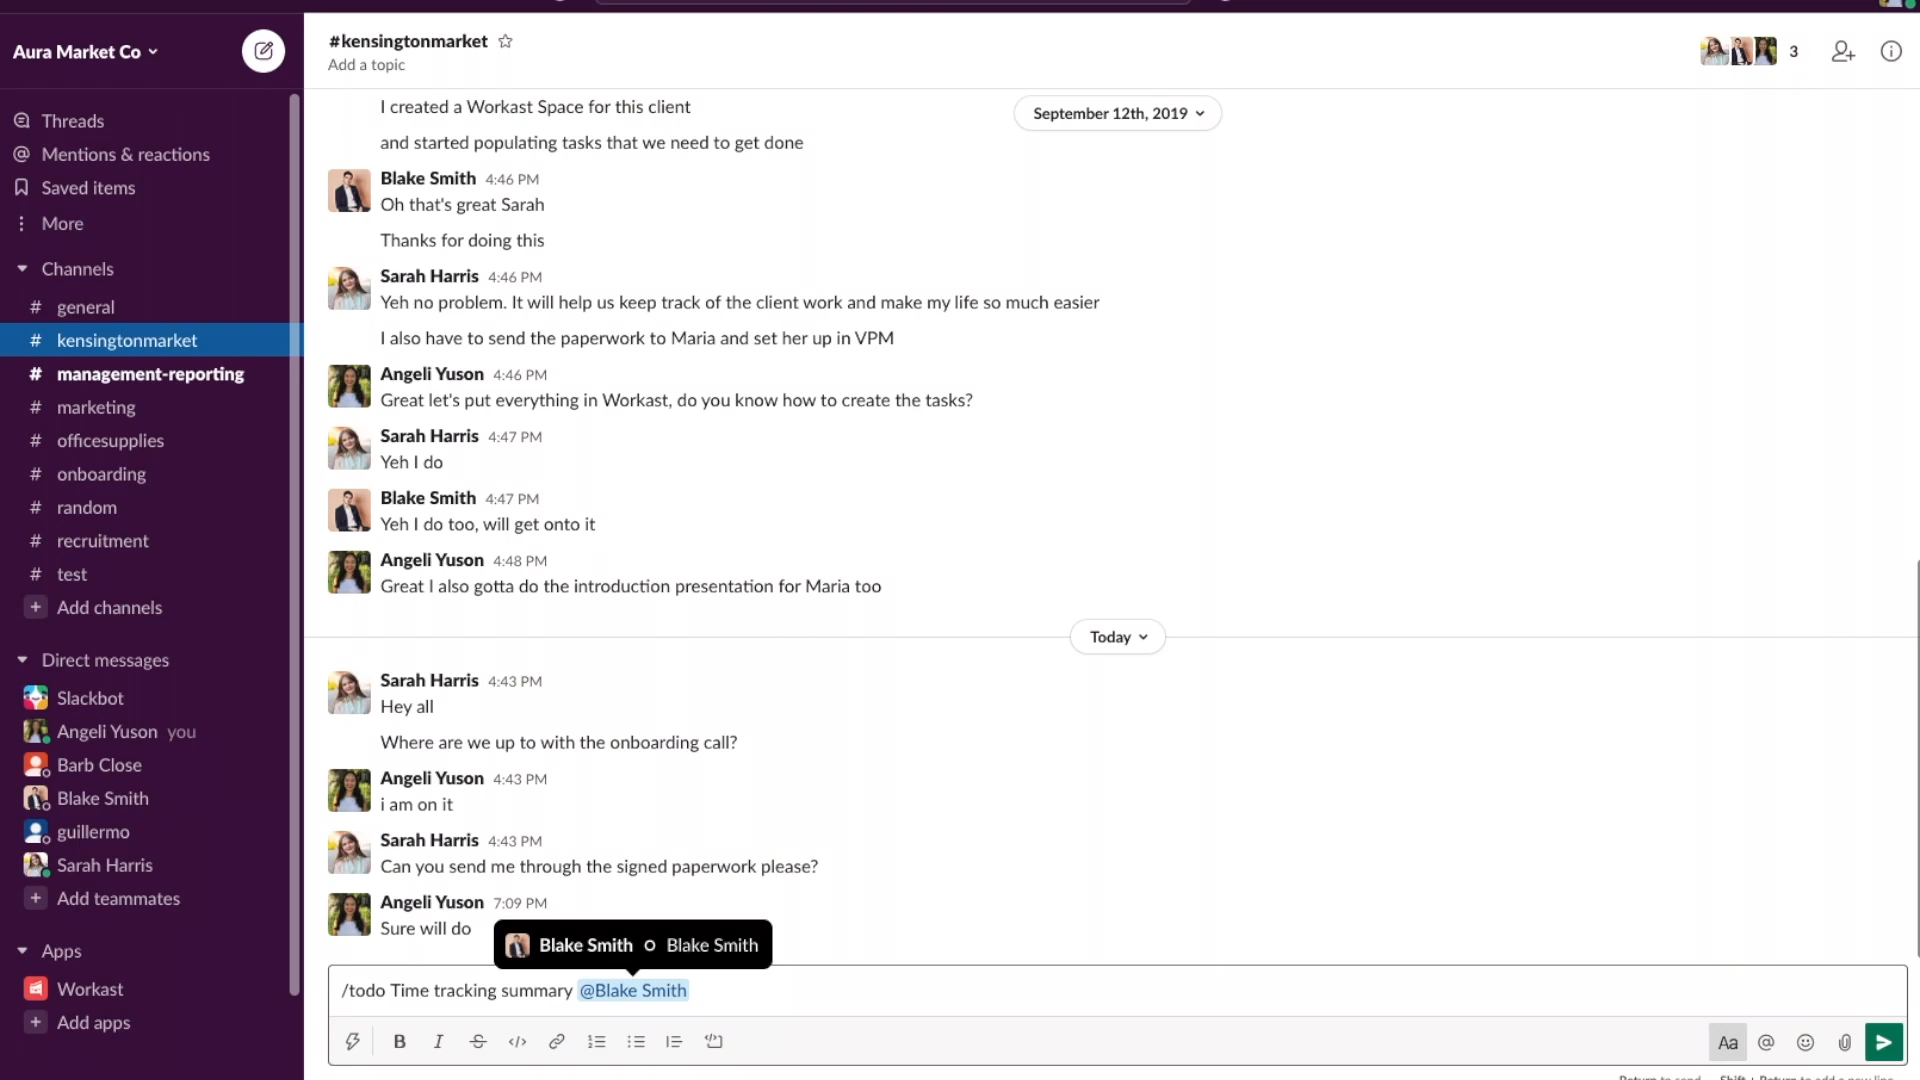 Aura Market Co
Threads
@ Mentions & reactions
Saved items
More
Channels
# general
# kensingtonmarket
# management-reporting
# marketing
# officesupplies
# onboarding
# random
# recruitment
# test
+ Add channels
Direct messages
Slackbot
Angeli Yuson you
Barb Close
Blake Smith
guillermo
Sarah Harris
+ Add teammates
Apps
Workast
+ Add apps
#kensingtonmarket
Add a topic
3
I created a Workast Space for this client
September 12th, 2019
and started populating tasks that we need to get done
Blake Smith 4:46 PM
Oh that's great Sarah
Thanks for doing this
Sarah Harris 4:46 PM
Yeh no problem. It will help us keep track of the client work and make my life so much easier
I also have to send the paperwork to Maria and set her up in VPM
Angeli Yuson 4:46 PM
Great let's put everything in Workast, do you know how to create the tasks?
Sarah Harris 4:47 PM
Yeh I do
Blake Smith 4:47 PM
Yeh I do too, will get onto it
Angeli Yuson 4:48 PM
Great I also gotta do the introduction presentation for Maria too
Today
Sarah Harris 4:43 PM
Hey all
Where are we up to with the onboarding call?
Angeli Yuson 4:43 PM
i am on it
Sarah Harris 4:43 PM
Can you send me through the signed paperwork please?
Angeli Yuson 7:09 PM
Sure will do
Blake Smith Blake Smith
/todo Time tracking summary @Blake Smith
B I S </> Aa @
Return to send Shift + Return to add a new line